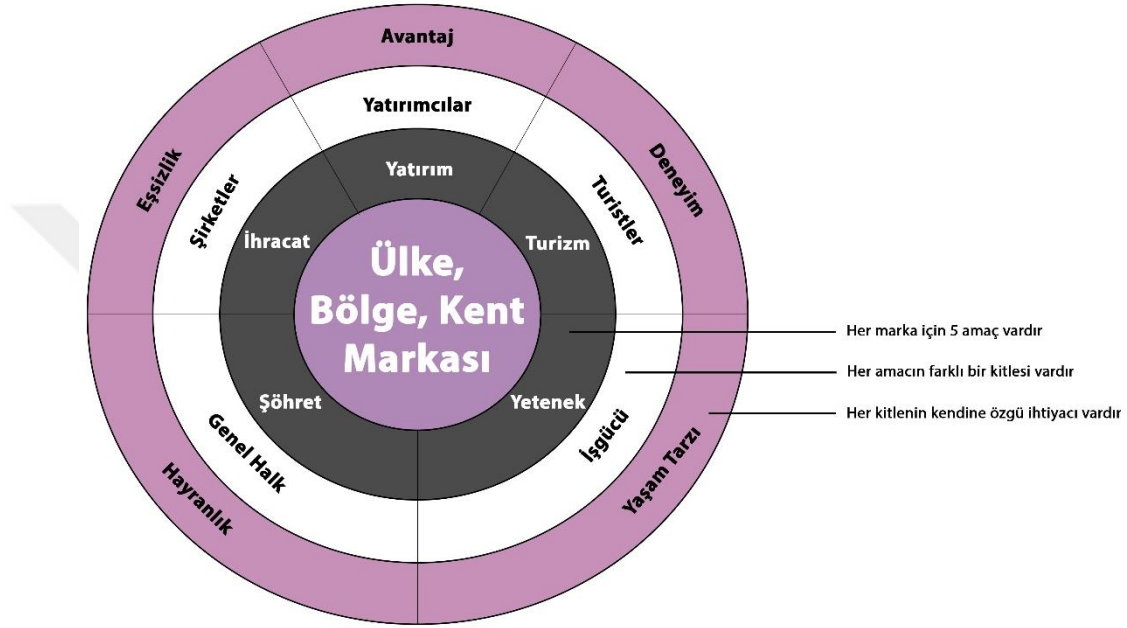 Avantaj
Yatırımcılar
Yatırım
Eşsizlik
Şirketler
İhracat
Deneyim
Turistler
Turizm
Ülke,
Bölge, Kent
Markası
Şöhret
Genel Halk
Hayranlık
Yetenek
İşgücü
Yaşam Tarzı
Her marka için 5 amaç vardır
Her amacın farklı bir kitlesi vardır
Her kitlenin kendine özgü ihtiyacı vardır